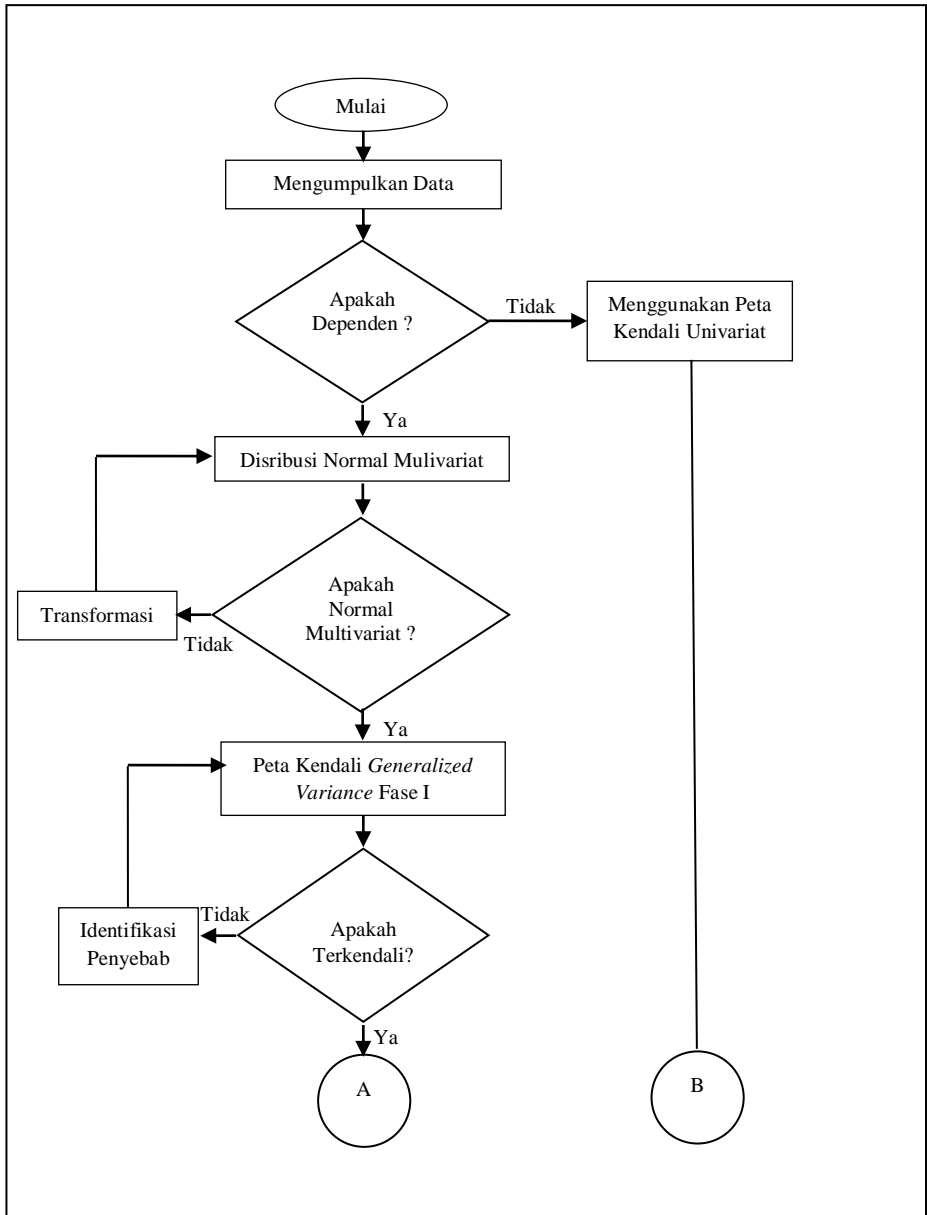 Mulai
Mengumpulkan Data
Apakah
Dependen ?
Tidak
Menggunakan Peta
Kendali Univariat
Ya
Disribusi Normal Mulivariat
Apakah
Normal
Multivariat ?
Transformasi
Tidak
Ya
Peta Kendali Generalized
Variance Fase I
Tidak
Identifikasi
Penyebab
Apakah
Terkendali?
Ya
A
B